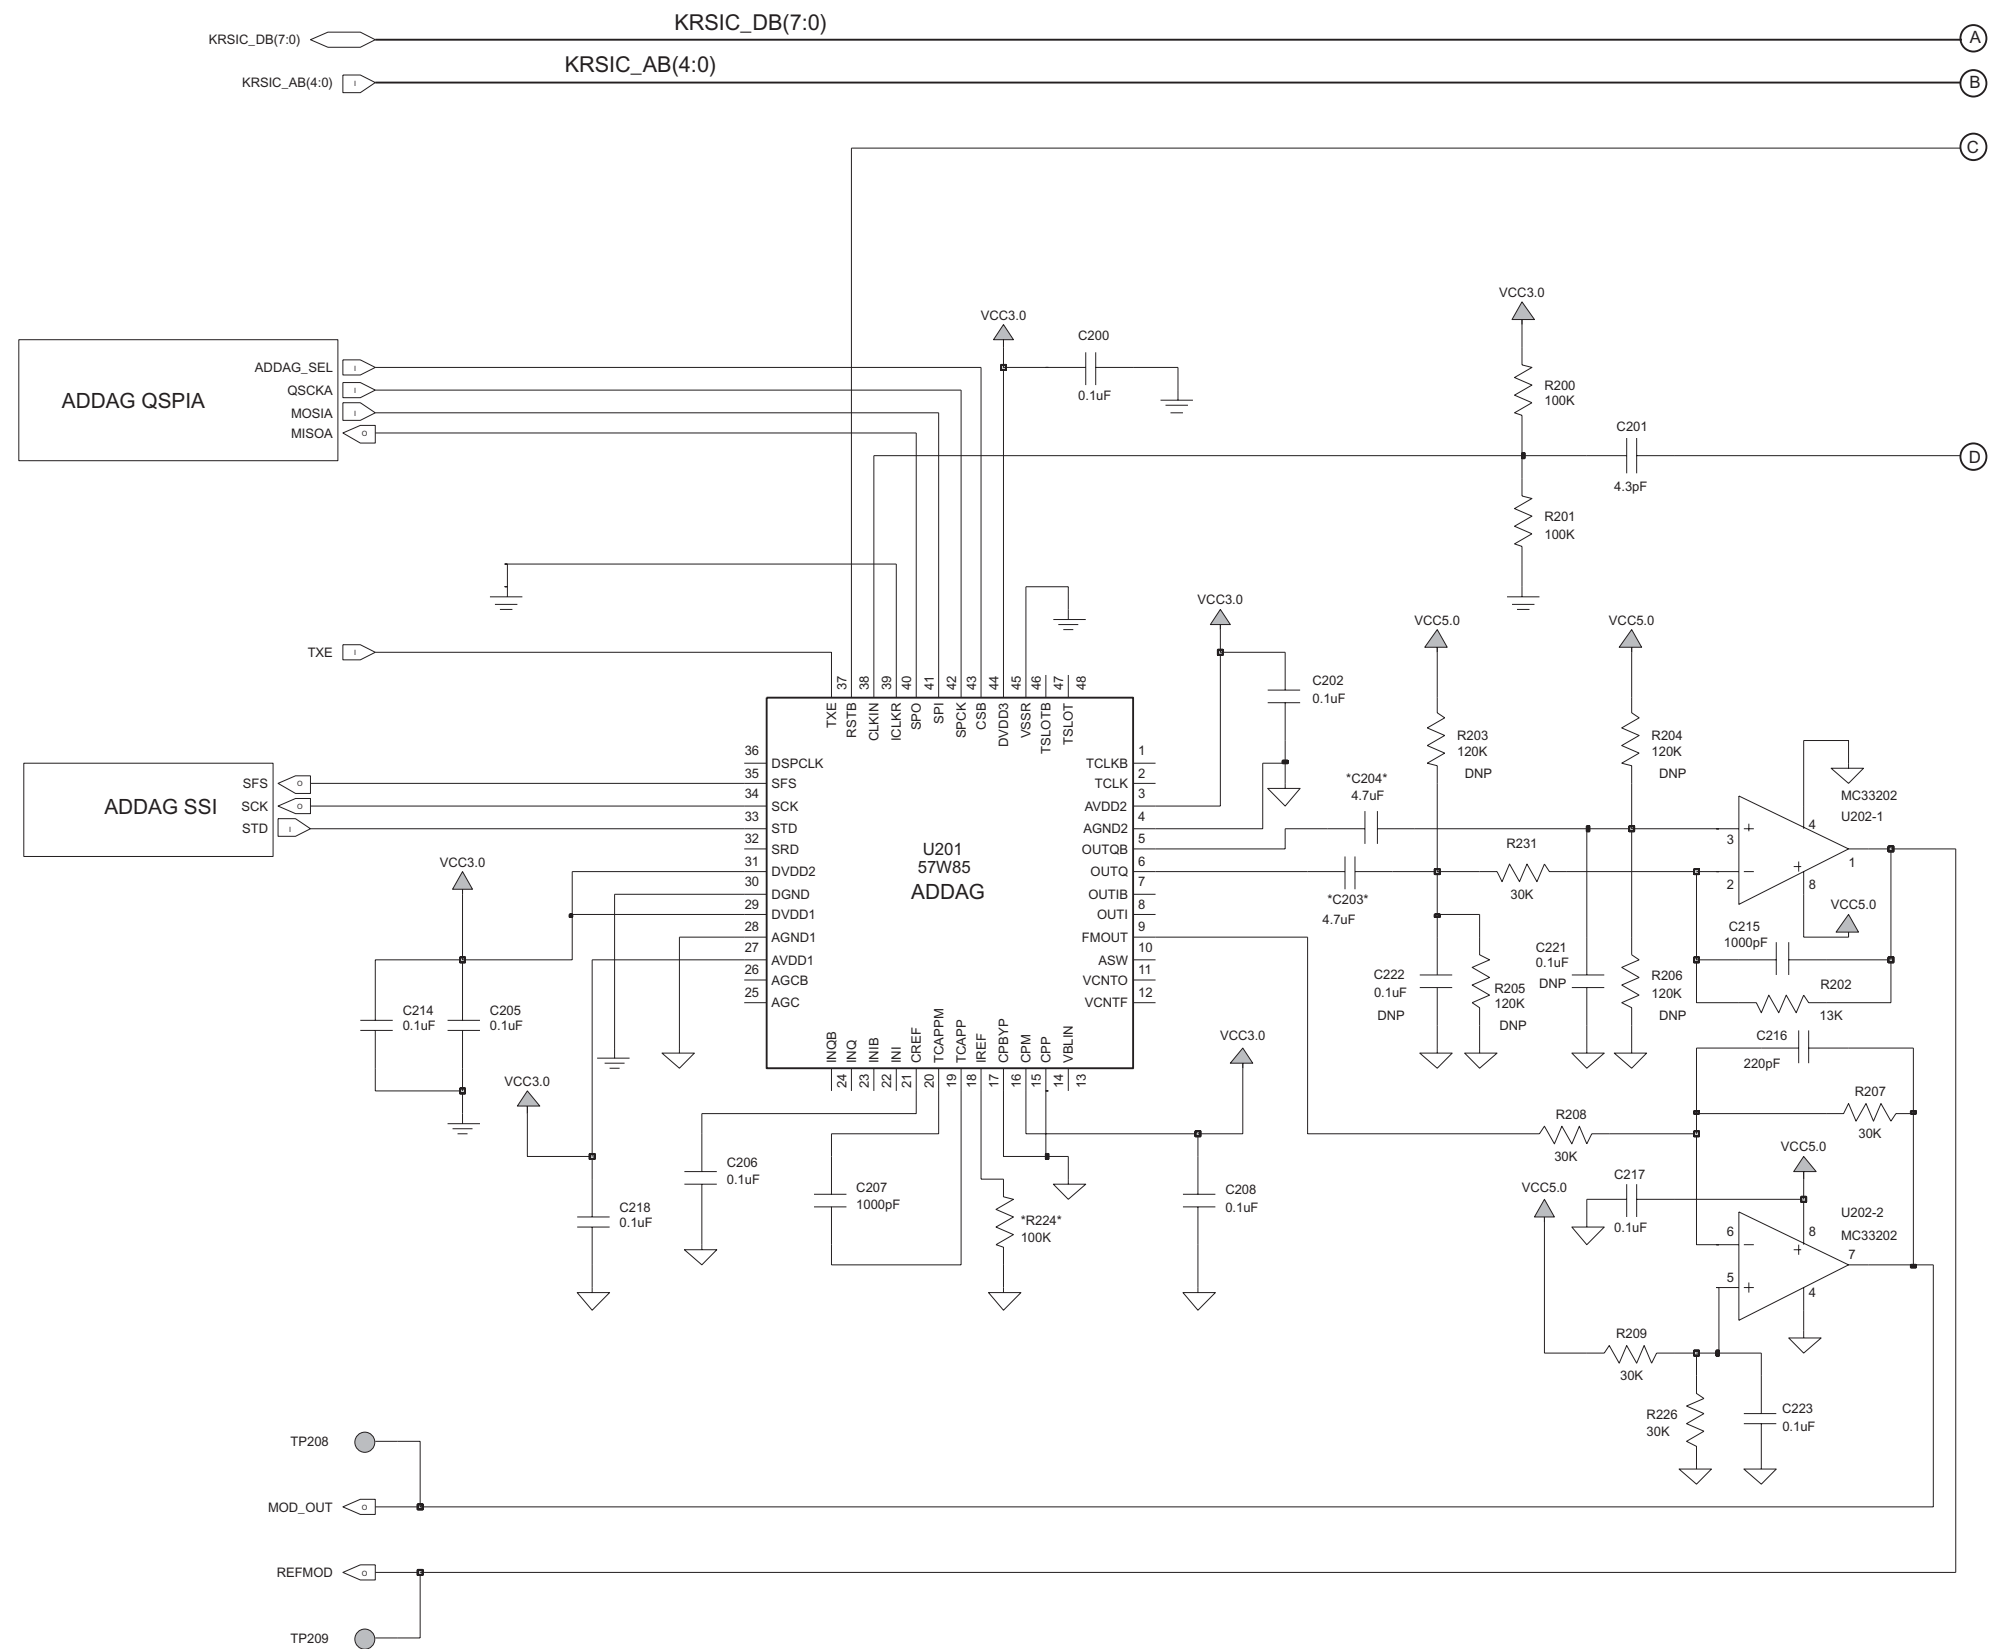 KRSIC_DB(7:0)
KRSIC_DB(7:0)
A
KRSIC_AB(4:0)
KRSIC_AB(4:0)
I
B
C
VCC3.0
VCC3.0
C200
0.1uF
ADDAG QSPIA
ADDAG_SEL
I
QSCKA
I
MOSIA
I
MISOA
O
R200
100K
C201
4.3pF
D
R201
100K
VCC3.0
VCC5.0
VCC5.0
TXE
I
37
38
39
40
41
42
43
44
45
46
47
48
TXE
RSTB
CLKIN
ICLKR
SPO
SPI
SPCK
CSB
DVDD3
VSSR
TSLOTB
TSLOT
C202
0.1uF
R203
120K
DNP
R204
120K
DNP
ADDAG SSI
SFS
O
SCK
O
STD
I
36
DSPCLK
35
SFS
34
SCK
33
STD
32
SRD
31
DVDD2
30
DGND
29
DVDD1
28
AGND1
27
AVDD1
26
AGCB
25
AGC
U201
57W85
ADDAG
1
TCLKB
2
TCLK
3
AVDD2
4
AGND2
5
OUTQB
6
OUTQ
7
OUTIB
8
OUTI
9
FMOUT
10
ASW
11
VCNTO
12
VCNTF
*C204*
4.7uF
*C203*
4.7uF
R231
30K
MC33202
U202-1
3
+
2
−
4
+
8
1
VCC5.0
C215
1000pF
R202
13K
C222
0.1uF
DNP
R205
120K
DNP
C221
0.1uF
DNP
R206
120K
DNP
VCC3.0
C214
0.1uF
C205
0.1uF
VCC3.0
INQB
INQ
INIB
INI
CREF
TCAPPM
TCAPP
IREF
CPBYP
CPM
CPP
VBLIN
24
23
22
21
20
19
18
17
16
15
14
13
VCC3.0
C216
220pF
R207
30K
R208
30K
C206
0.1uF
C207
1000pF
*R224*
100K
C208
0.1uF
C218
0.1uF
VCC5.0
C217
0.1uF
VCC5.0
U202-2
MC33202
6
−
5
+
8
+
4
7
R209
30K
R226
30K
C223
0.1uF
TP208
MOD_OUT
O
REFMOD
O
TP209